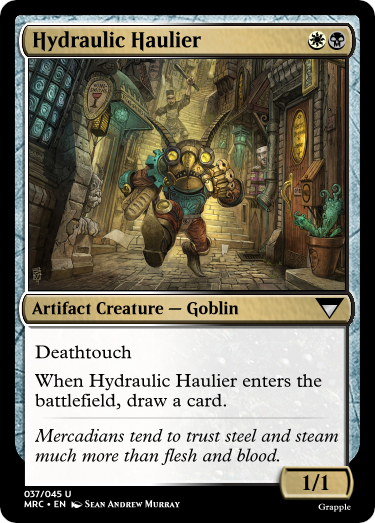 Hydraulic Haulier
Artifact Creature — Goblin
Deathtouch
When Hydraulic Haulier enters the
battlefield, draw a card.
Mercadians tend to trust steel and steam
much more than flesh and blood.
1/1
037/045 U
MRC • EN Sean Andrew Murray
Grapple